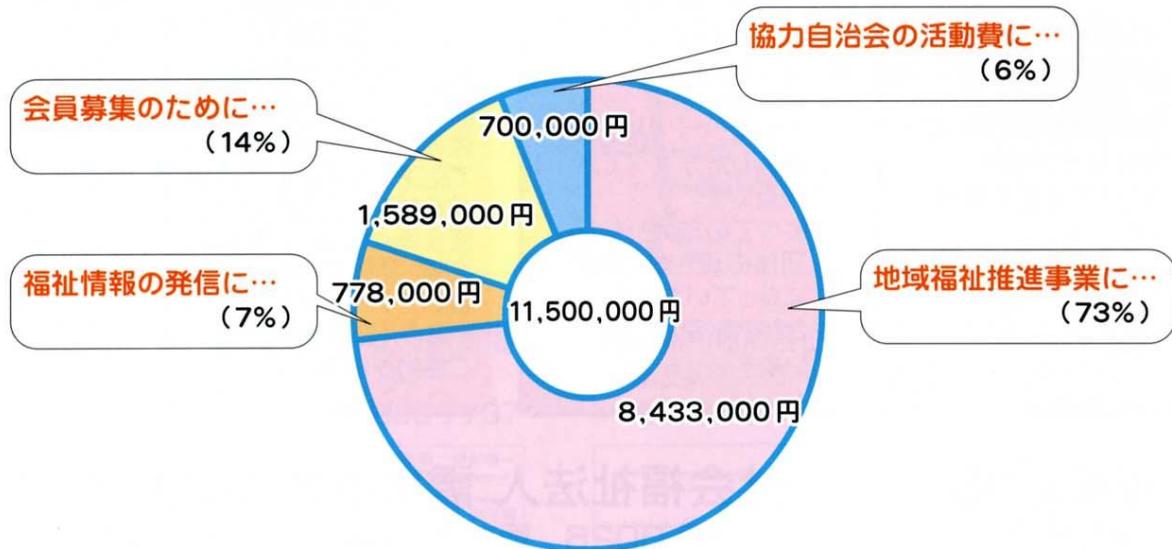 協力自治会の活動費に…
(6%)
会員募集のために…
(14%)
700,000円
1,589,000円
福祉情報の発信に…
(7%)
778,000円
11,500,000円
地域福祉推進事業に…
(73%)
8,433,000円